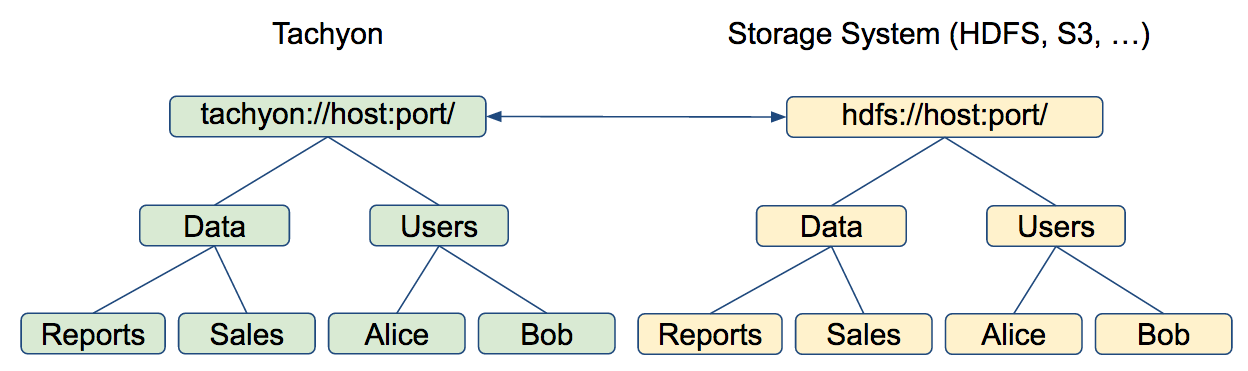 Tachyon
Storage System (HDFS, S3, …)
tachyon://host:port/
hdfs://host:port/
Data
Users
Data
Users
Reports
Sales
Alice
Bob
Reports
Sales
Alice
Bob